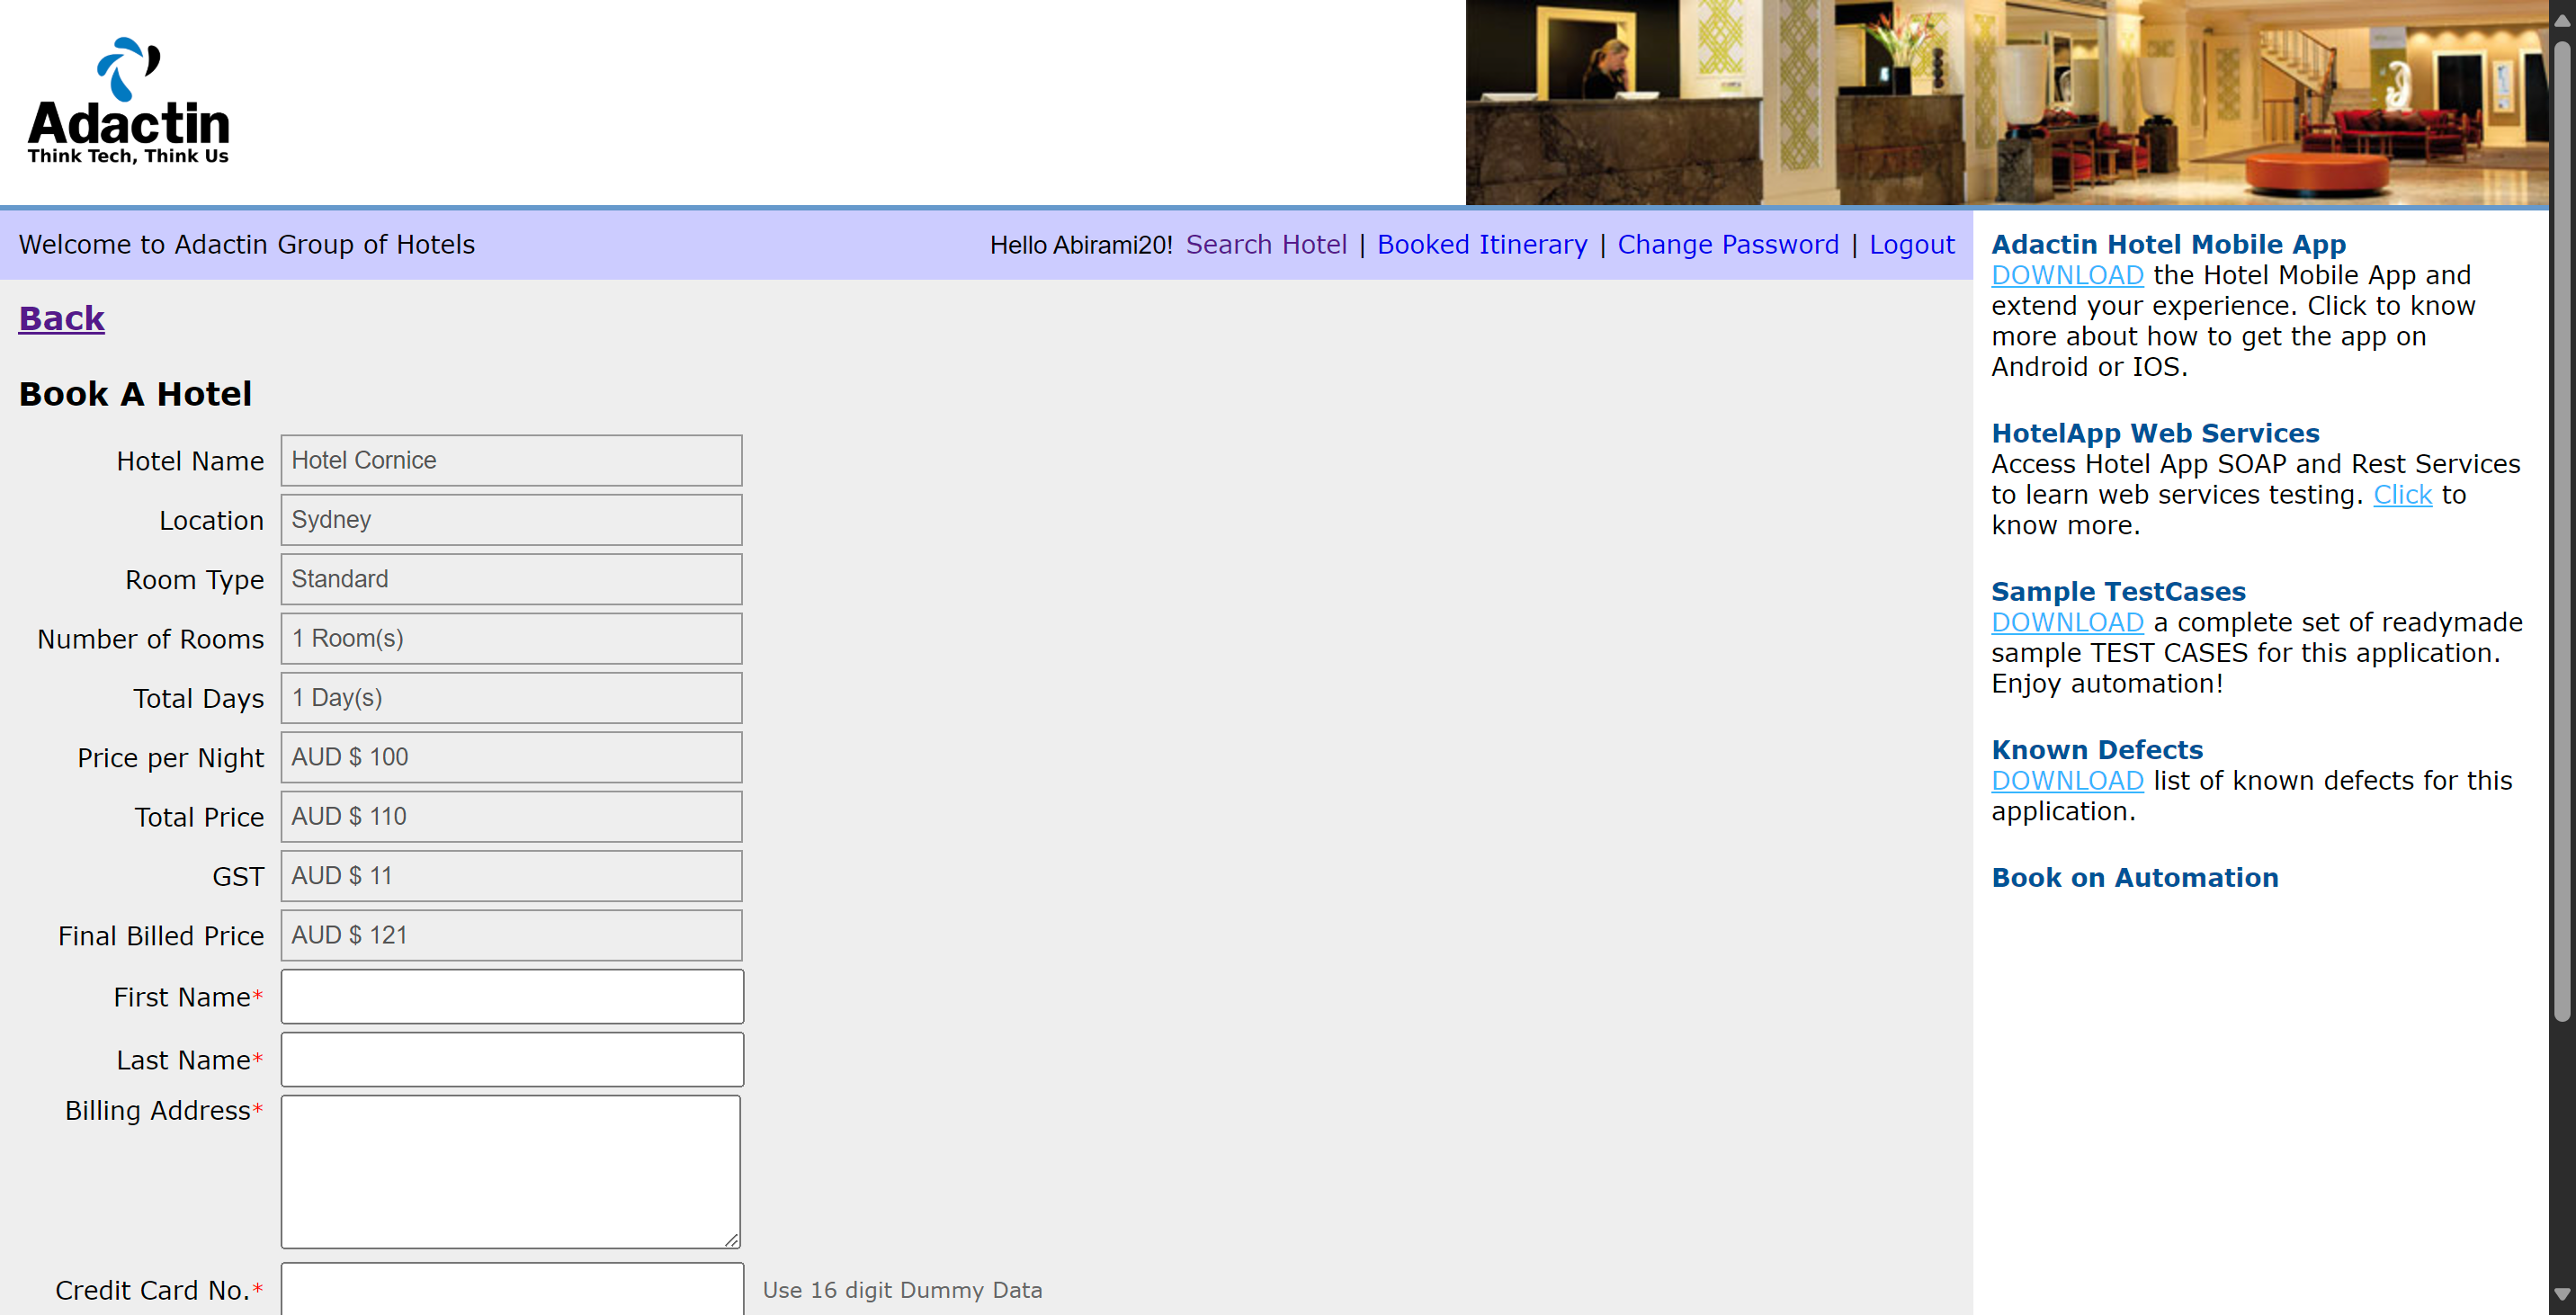 Adactin
Think Tech, Think Us
Welcome to Adactin Group of Hotels
Hello Abirami20! Search Hotel | Booked Itinerary | Change Password | Logout
Back
Book A Hotel
Hotel Name Hotel Cornice
Location Sydney
Room Type Standard
Number of Rooms 1 Room(s)
Total Days 1 Day(s)
Price per Night AUD $ 100
Total Price AUD $ 110
GST AUD $ 11
Final Billed Price AUD $ 121
First Name*
Last Name*
Billing Address*
Credit Card No.* Use 16 digit Dummy Data
Adactin Hotel Mobile App
DOWNLOAD the Hotel Mobile App and
extend your experience. Click to know
more about how to get the app on
Android or IOS.
HotelApp Web Services
Access Hotel App SOAP and Rest Services
to learn web services testing. Click to
know more.
Sample TestCases
DOWNLOAD a complete set of readymade
sample TEST CASES for this application.
Enjoy automation!
Known Defects
DOWNLOAD list of known defects for this
application.
Book on Automation